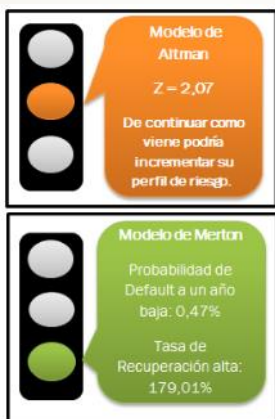 Modelo de
Altman
Z = 2,07
De continuar como
viene podría
incrementar su
perfil de riesgo.
Modelo de Merton
Probabilidad de
Default a un año
baja: 0,47%
Tasa de
Recuperación alta:
179,01%